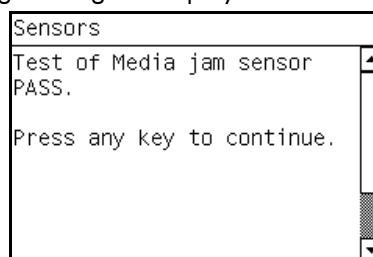 Sensors
Test of Media jam sensor
PASS.
Press any key to continue.